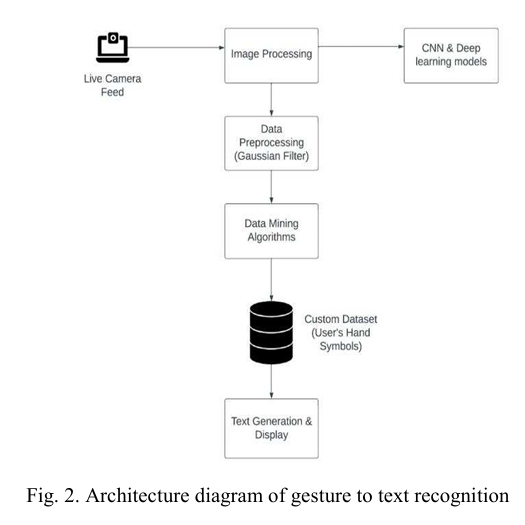 Live Camera
Feed
Image Processing
CNN & Deep
learning models
Data
Preprocessing
(Gaussian Filter)
Data Mining
Algorithms
Custom Dataset
(User's Hand
Symbols)
Text Generation &
Display
Fig. 2. Architecture diagram of gesture to text recognition